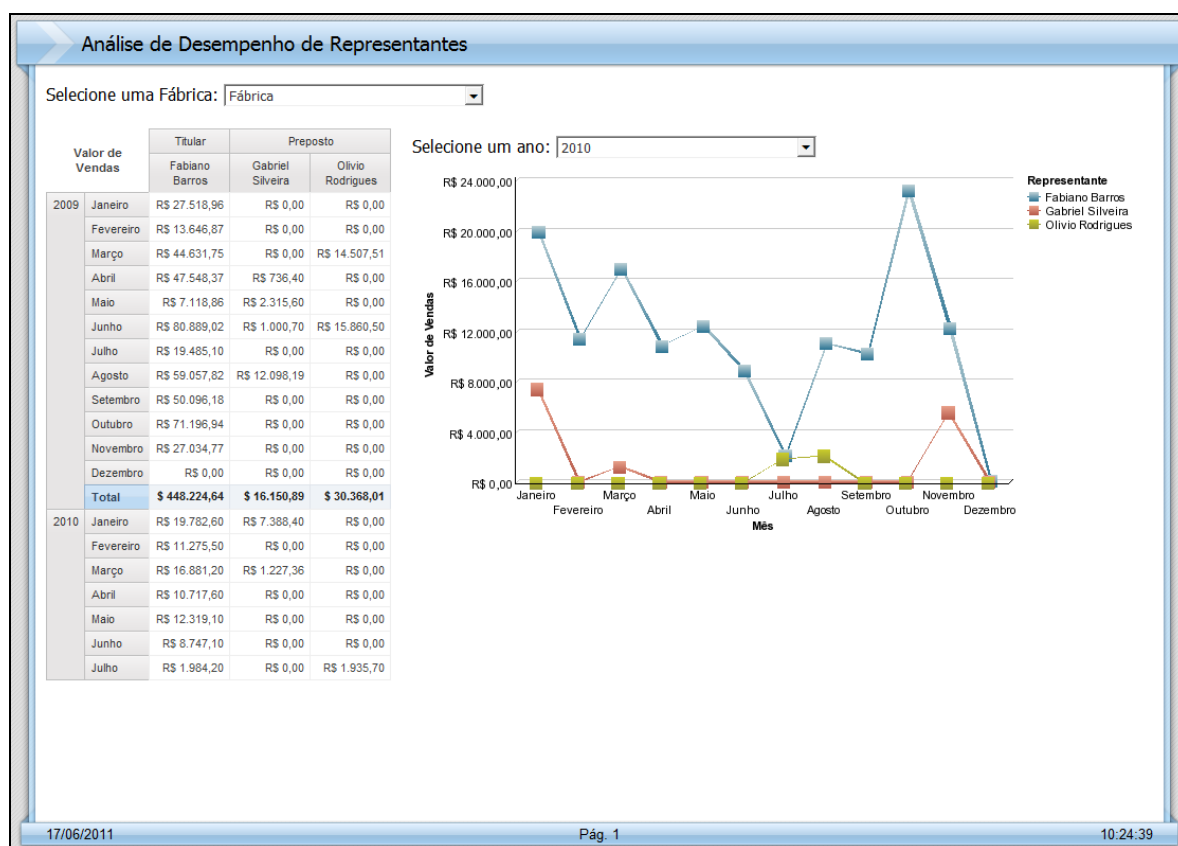 Análise de Desempenho de Representantes
Selecione uma Fábrica: Fábrica
Valor de Vendas Titular Preposto
Fabiano Barros Gabriel Silveira Olivio Rodrigues
2009 Janeiro R$ 27.518,96 R$ 0,00 R$ 0,00
Fevereiro R$ 13.646,87 R$ 0,00 R$ 0,00
Março R$ 44.631,75 R$ 0,00 R$ 14.507,51
Abril R$ 47.548,37 R$ 736,40 R$ 0,00
Maio R$ 7.118,86 R$ 2.315,60 R$ 0,00
Junho R$ 80.889,02 R$ 1.000,70 R$ 15.860,50
Julho R$ 19.485,10 R$ 0,00 R$ 0,00
Agosto R$ 59.057,82 R$ 12.098,19 R$ 0,00
Setembro R$ 50.096,18 R$ 0,00 R$ 0,00
Outubro R$ 71.196,94 R$ 0,00 R$ 0,00
Novembro R$ 27.034,77 R$ 0,00 R$ 0,00
Dezembro R$ 0,00 R$ 0,00 R$ 0,00
Total $ 448.224,64 $ 16.150,89 $ 30.368,01
2010 Janeiro R$ 19.782,60 R$ 7.388,40 R$ 0,00
Fevereiro R$ 11.275,50 R$ 0,00 R$ 0,00
Março R$ 16.881,20 R$ 1.227,36 R$ 0,00
Abril R$ 10.717,60 R$ 0,00 R$ 0,00
Maio R$ 12.319,10 R$ 0,00 R$ 0,00
Junho R$ 8.747,10 R$ 0,00 R$ 0,00
Julho R$ 1.984,20 R$ 0,00 R$ 1.935,70
Selecione um ano: 2010
R$ 24.000,00
R$ 20.000,00
R$ 16.000,00
R$ 12.000,00
R$ 8.000,00
R$ 4.000,00
R$ 0,00
Valor de Vendas
Janeiro Março Maio Julho Setembro Novembro
Fevereiro Abril Junho Agosto Outubro Dezembro
Mês
Representante
Fabiano Barros
Gabriel Silveira
Olivio Rodrigues
17/06/2011 Pág. 1 10:24:39